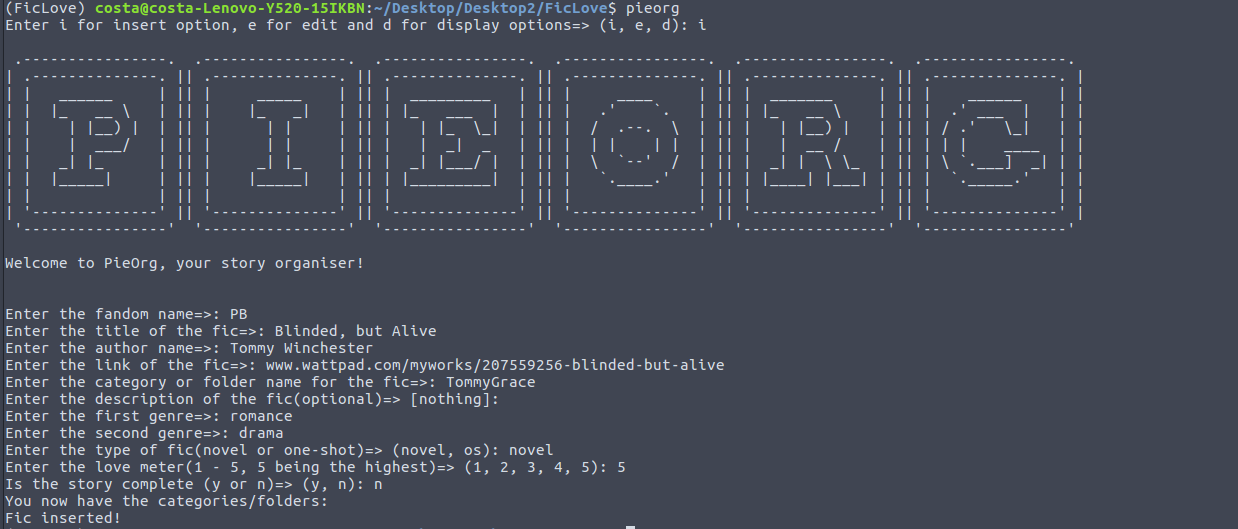 (FicLove) costa@costa-Lenovo-Y520-15IKBN:~/Desktop/Desktop2/FicLove$ pieorg
Enter i for insert option, e for edit and d for display options=> (i, e, d): i
PIEORG
Welcome to PieOrg, your story organiser!
Enter the fandom name=>: PB
Enter the title of the fic=>: Blinded, but Alive
Enter the author name=>: Tommy Winchester
Enter the link of the fic=>: www.wattpad.com/myworks/207559256-blinded-but-alive
Enter the category or folder name for the fic=>: TommyGrace
Enter the description of the fic(optional)=> [nothing]:
Enter the first genre=>: romance
Enter the second genre=>: drama
Enter the type of fic(novel or one-shot)=> (novel, os): novel
Enter the love meter(1 - 5, 5 being the highest)=> (1, 2, 3, 4, 5): 5
Is the story complete (y or n)=> (y, n): n
You now have the categories/folders:
Fic inserted!